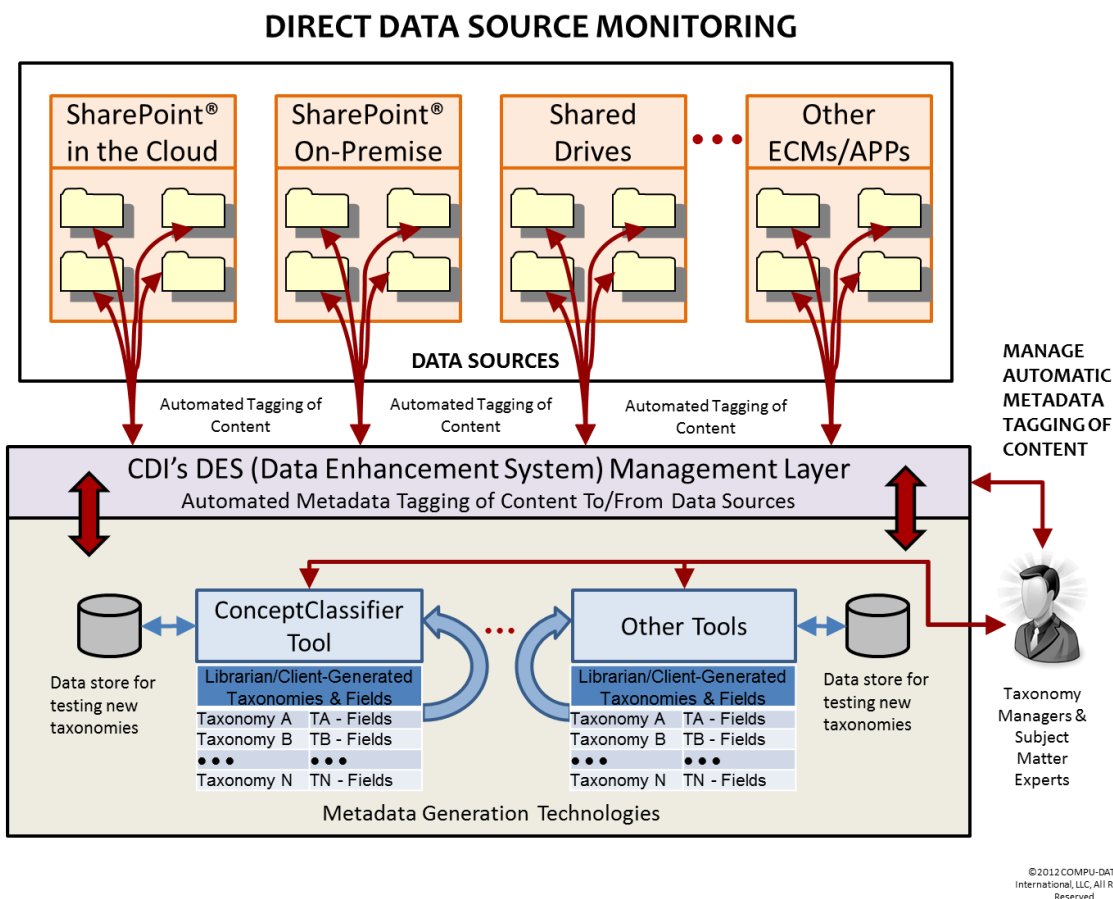 DIRECT DATA SOURCE MONITORING
SharePoint®
in the Cloud
SharePoint®
On-Premise
Shared
Drives
Other
ECMs/APPs
DATA SOURCES
Automated Tagging of
Content
Automated Tagging of
Content
Automated Tagging of
Content
MANAGE
AUTOMATIC
METADATA
TAGGING OF
CONTENT
CDI's DES (Data Enhancement System) Management Layer
Automated Metadata Tagging of Content To/From Data Sources
ConceptClassifier
Tool
Other Tools
Librarian/Client-Generated
Taxonomies & Fields
Taxonomy A TA - Fields
Taxonomy B TB - Fields
●●● ●●●
Taxonomy N TN - Fields
Librarian/Client-Generated
Taxonomies & Fields
Taxonomy A TA - Fields
Taxonomy B TB - Fields
●●● ●●●
Taxonomy N TN - Fields
Data store for
testing new
taxonomies
Data store for
testing new
taxonomies
Taxonomy
Managers &
Subject
Matter
Experts
Metadata Generation Technologies
©2012 COMPU-DAT
International, LLC, All R
Reserved